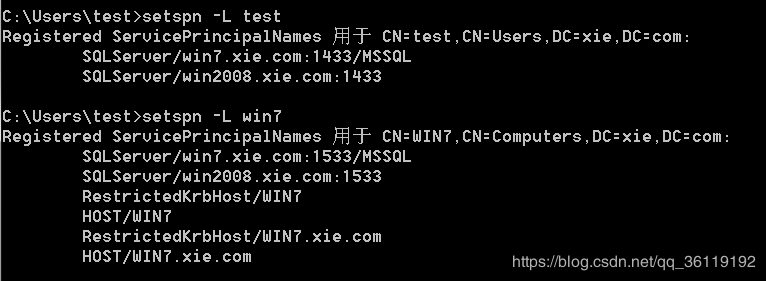 C:\Users\test>setspn -L test
Registered ServicePrincipalNames 用于 CN=test,CN=Users,DC=xie,DC=com:
SQLServer/win7.xie.com:1433/MSSQL
SQLServer/win2008.xie.com:1433
C:\Users\test>setspn -L win7
Registered ServicePrincipalNames 用于 CN=WIN7,CN=Computers,DC=xie,DC=com:
SQLServer/win7.xie.com:1533/MSSQL
SQLServer/win2008.xie.com:1533
RestrictedKrbHost/WIN7
HOST/WIN7
RestrictedKrbHost/WIN7.xie.com
HOST/WIN7.xie.com
https://blog.csdn.net/qq_36119192